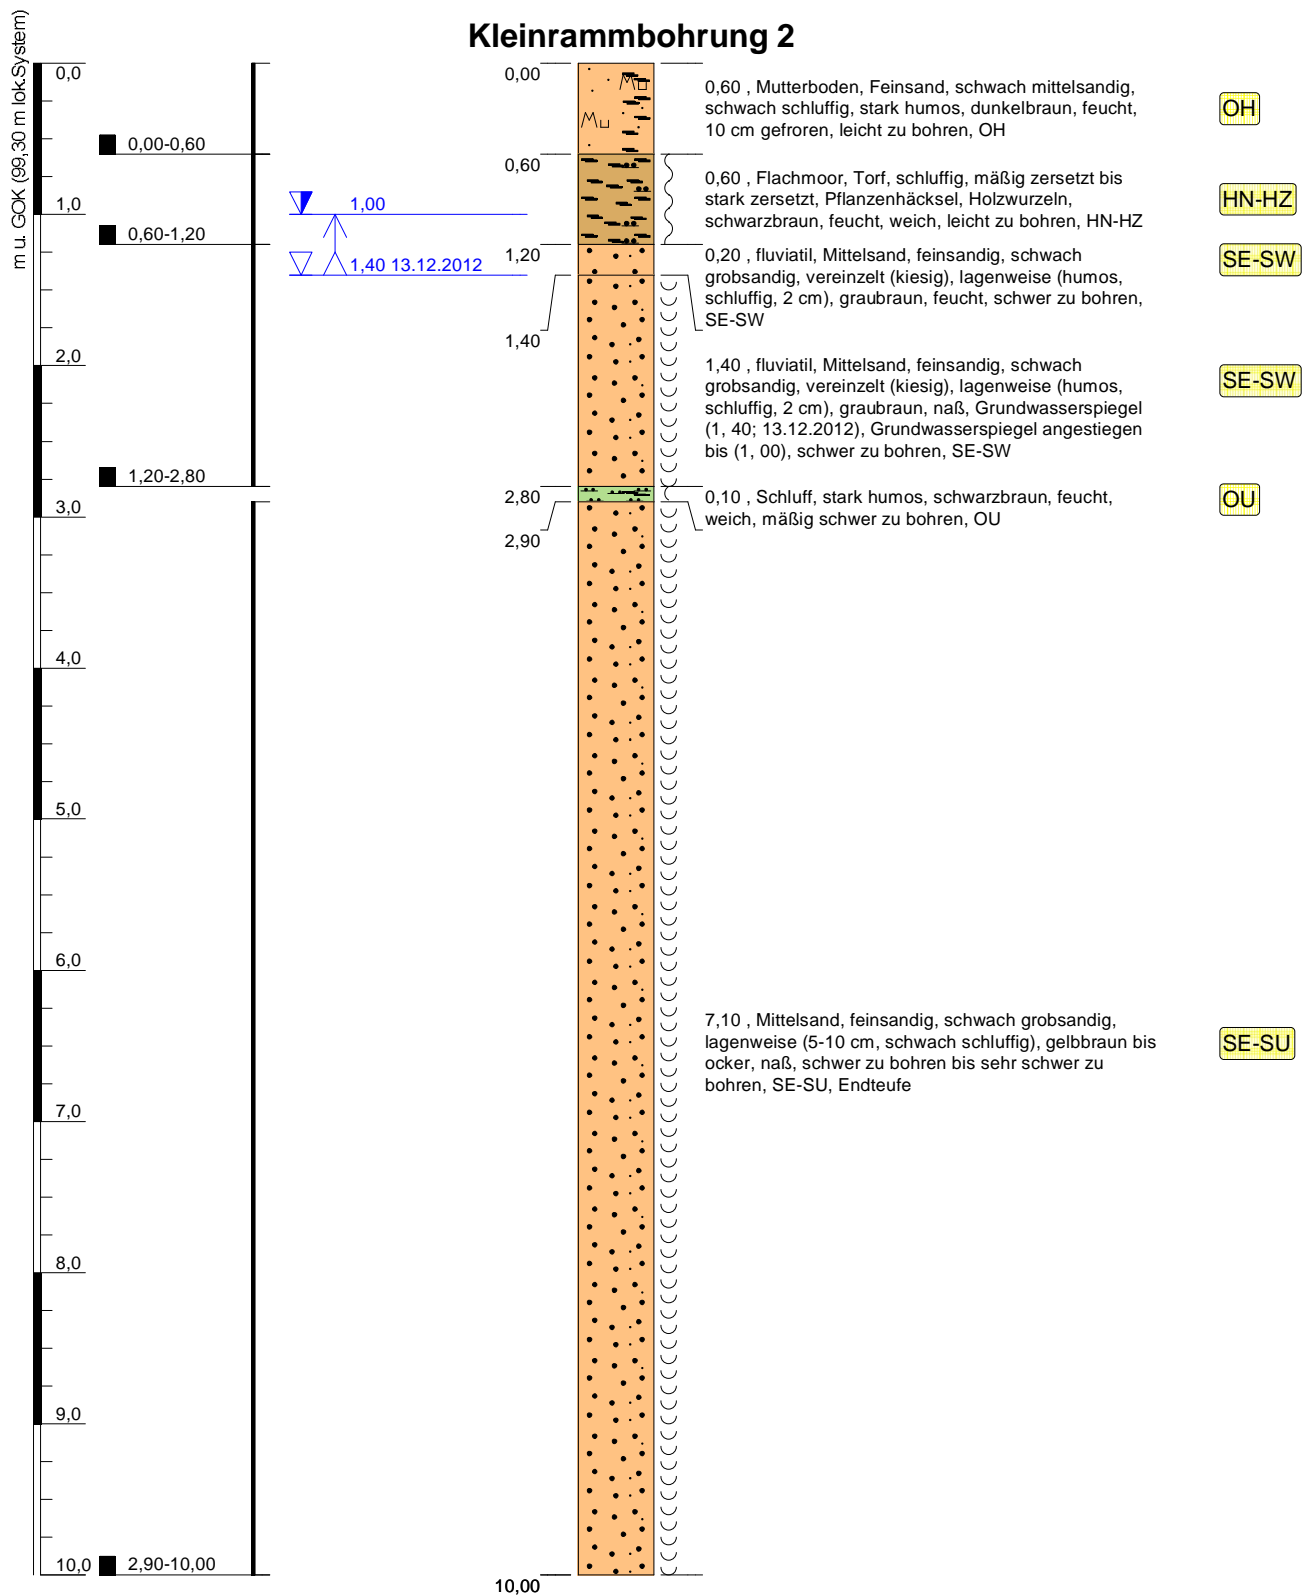 Kleinrammbohrung 2
m u. GOK (99,30 m lok.System)
0,0
1,0
2,0
3,0
4,0
5,0
6,0
7,0
8,0
9,0
10,0
0,00-0,60
0,60-1,20
1,20-2,80
2,90-10,00
1,00
1,40 13.12.2012
0,00
0,60
1,20
1,40
2,80
2,90
10,00
Mu
Mu
0,60 , Mutterboden, Feinsand, schwach mittelsandig,
schwach schluffig, stark humos, dunkelbraun, feucht,
10 cm gefroren, leicht zu bohren, OH
OH
0,60 , Flachmoor, Torf, schluffig, mäßig zersetzt bis
stark zersetzt, Pflanzenhäcksel, Holzwurzeln,
schwarzbraun, feucht, weich, leicht zu bohren, HN-HZ
HN-HZ
0,20 , fluviatil, Mittelsand, feinsandig, schwach
grobsandig, vereinzelt (kiesig), lagenweise (humos,
schluffig, 2 cm), graubraun, feucht, schwer zu bohren,
SE-SW
SE-SW
1,40 , fluviatil, Mittelsand, feinsandig, schwach
grobsandig, vereinzelt (kiesig), lagenweise (humos,
schluffig, 2 cm), graubraun, naß, Grundwasserspiegel
(1, 40; 13.12.2012), Grundwasserspiegel angestiegen
bis (1, 00), schwer zu bohren, SE-SW
SE-SW
0,10 , Schluff, stark humos, schwarzbraun, feucht,
weich, mäßig schwer zu bohren, OU
OU
7,10 , Mittelsand, feinsandig, schwach grobsandig,
lagenweise (5-10 cm, schwach schluffig), gelbbraun bis
ocker, naß, schwer zu bohren bis sehr schwer zu
bohren, SE-SU, Endteufe
SE-SU